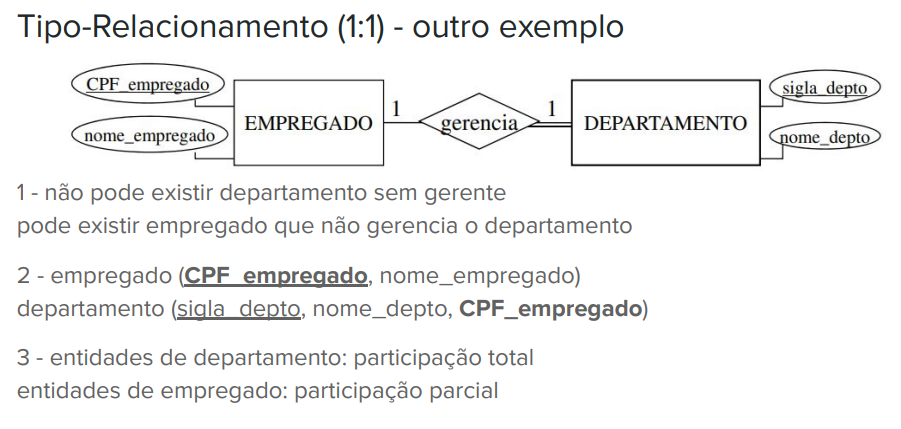 Tipo-Relacionamento (1:1) - outro exemplo
CPF_empregado
nome_empregado
EMPREGADO
1
gerencia
1
DEPARTAMENTO
sigla_depto
nome_depto
1 - não pode existir departamento sem gerente
pode existir empregado que não gerencia o departamento
2 - empregado (CPF_empregado, nome_empregado)
departamento (sigla_depto, nome_depto, CPF_empregado)
3 - entidades de departamento: participação total
entidades de empregado: participação parcial